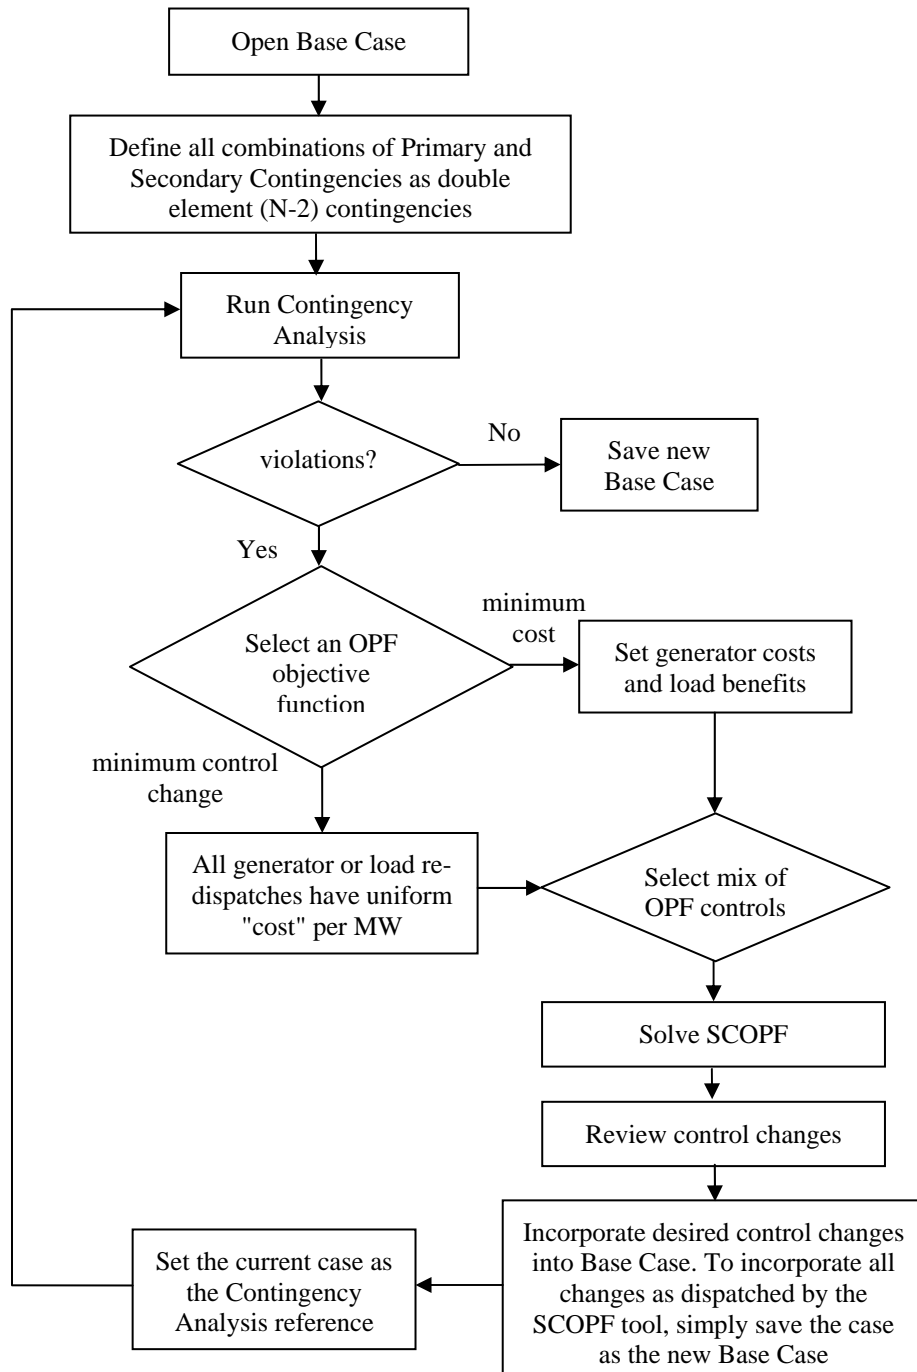 Open Base Case
Define all combinations of Primary and
Secondary Contingencies as double
element (N-2) contingencies
Run Contingency
Analysis
violations?
No
Save new
Base Case
Yes
Select an OPF
objective
function
minimum
cost
Set generator costs
and load benefits
minimum control
change
All generator or load re-
dispatches have uniform
"cost" per MW
Select mix of
OPF controls
Solve SCOPF
Review control changes
Incorporate desired control changes
into Base Case. To incorporate all
changes as dispatched by the
SCOPF tool, simply save the case
as the new Base Case
Set the current case as
the Contingency
Analysis reference